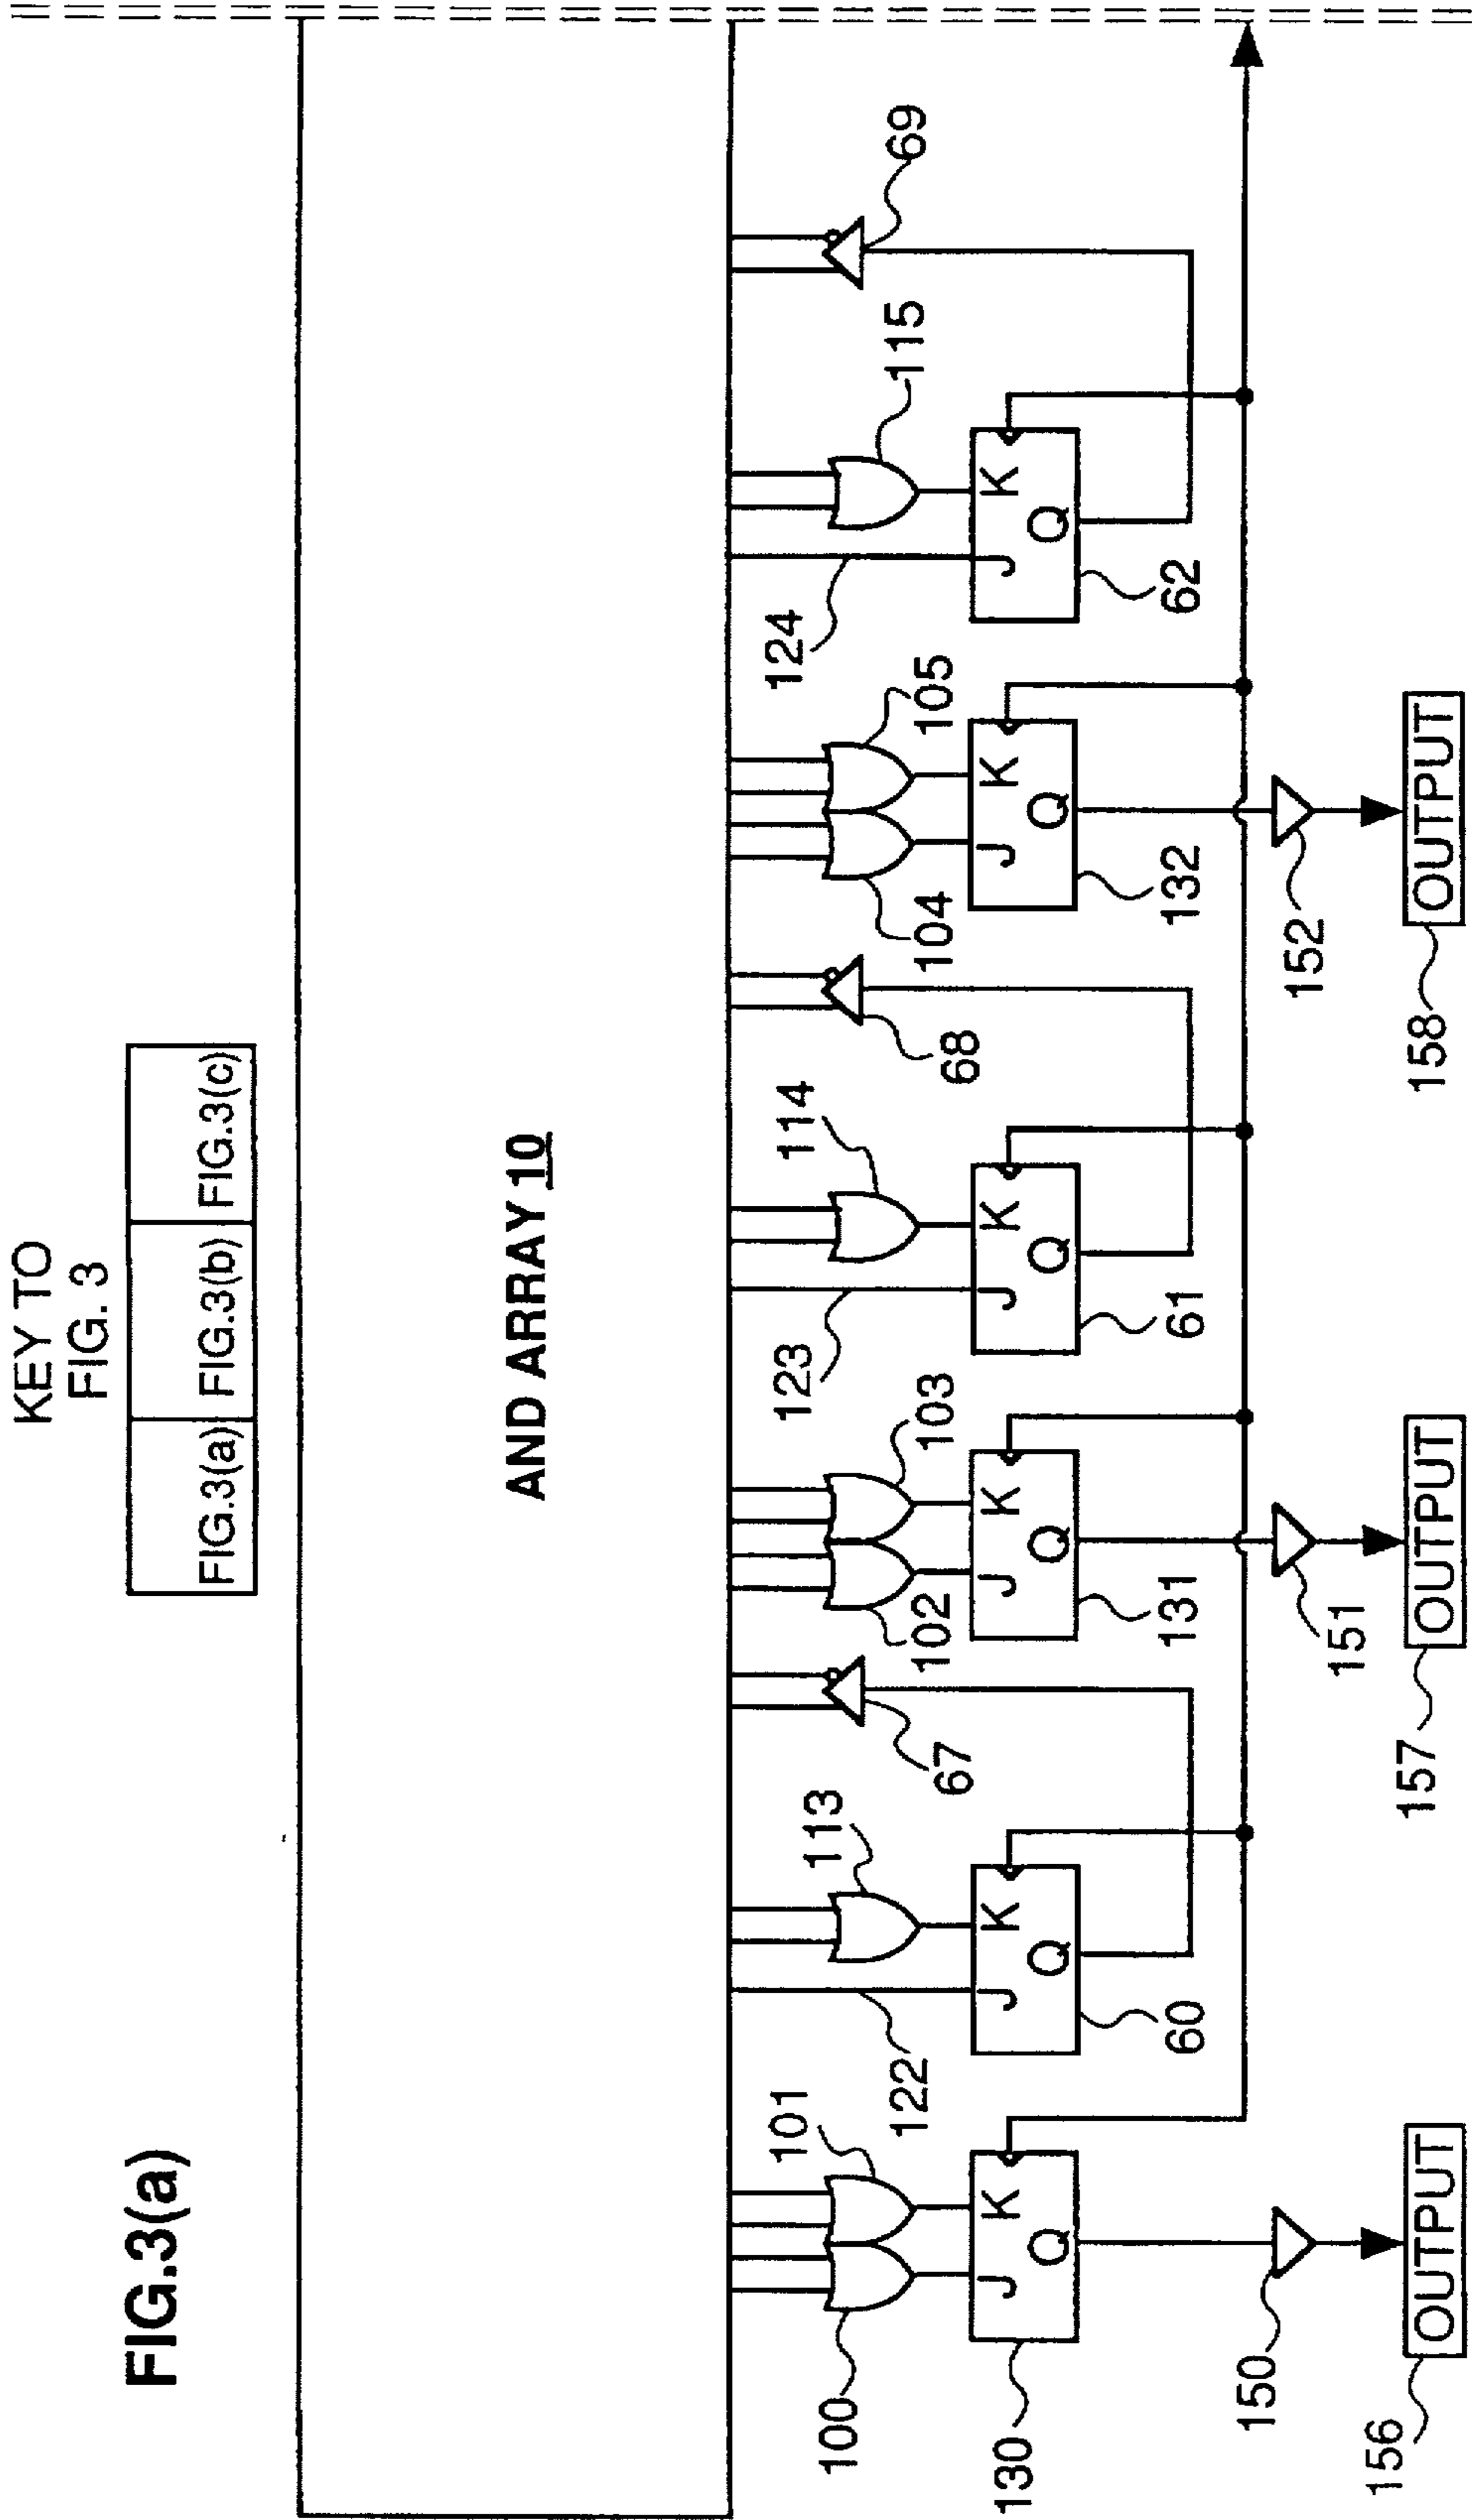 FIG.3(a)
KEY TO
FIG. 3
FIG.3(a) FIG.3(b) FIG.3(c)
AND ARRAY 10
100 101 122 113 67 102 103 123 114 68 104 105 124 115 69
J K J K J K J K J K J K
Q Q Q Q Q Q
130 60 131 61 132 62
150 151 152
156 157 158
OUTPUT OUTPUT OUTPUT